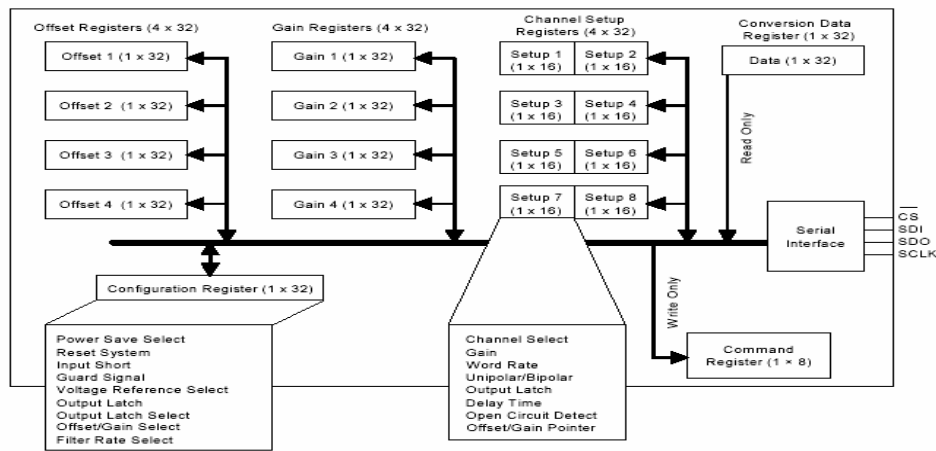 Offset Registers (4 x 32)
Offset 1 (1 x 32)
Offset 2 (1 x 32)
Offset 3 (1 x 32)
Offset 4 (1 x 32)
Gain Registers (4 x 32)
Gain 1 (1 x 32)
Gain 2 (1 x 32)
Gain 3 (1 x 32)
Gain 4 (1 x 32)
Channel Setup
Registers (4 x 32)
Setup 1
(1 x 16)
Setup 2
(1 x 16)
Setup 3
(1 x 16)
Setup 4
(1 x 16)
Setup 5
(1 x 16)
Setup 6
(1 x 16)
Setup 7
(1 x 16)
Setup 8
(1 x 16)
Conversion Data
Register (1 x 32)
Data (1 x 32)
Read Only
Serial
Interface
CS
SDI
SDO
SCLK
Configuration Register (1 x 32)
Power Save Select
Reset System
Input Short
Guard Signal
Voltage Reference Select
Output Latch
Output Latch Select
Offset/Gain Select
Filter Rate Select
Channel Select
Gain
Word Rate
Unipolar/Bipolar
Output Latch
Delay Time
Open Circuit Detect
Offset/Gain Pointer
Write Only
Command
Register (1 × 8)